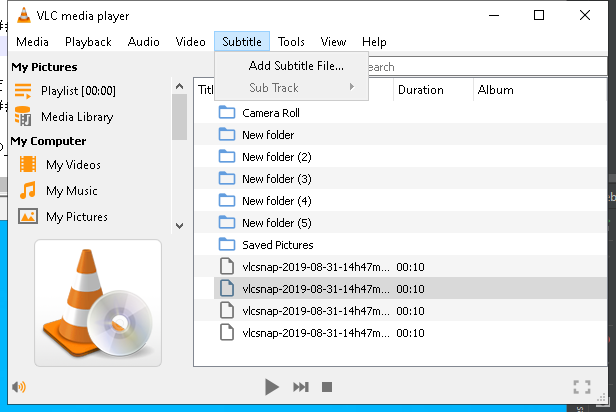 VLC media player
Media Playback Audio Video Subtitle Tools View Help
Add Subtitle File...
Sub Track
My Pictures
Playlist [00:00]
Media Library
My Computer
My Videos
My Music
My Pictures
earch
Titl Duration Album
Camera Roll
New folder
New folder (2)
New folder (3)
New folder (4)
New folder (5)
Saved Pictures
vlcsnap-2019-08-31-14h47m... 00:10
vlcsnap-2019-08-31-14h47m... 00:10
vlcsnap-2019-08-31-14h47m... 00:10
vlcsnap-2019-08-31-14h47m... 00:10